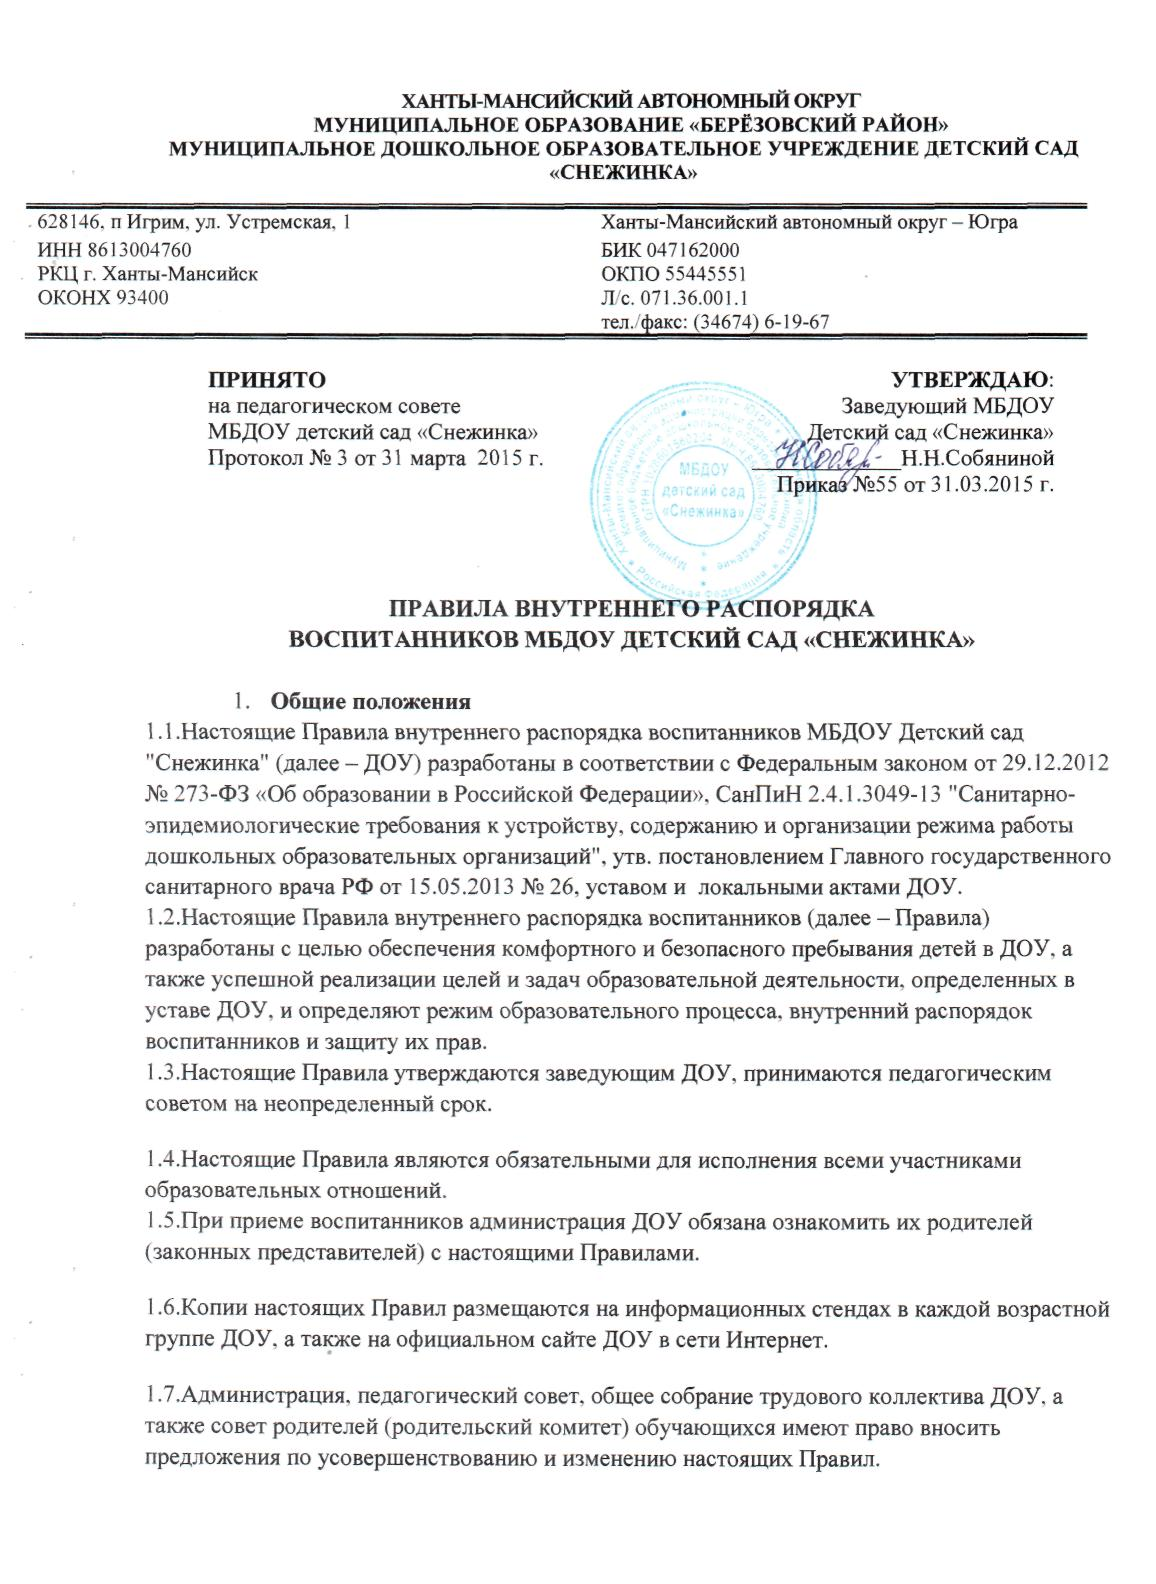 ХАНТЫ-МАНСИЙСКИЙ АВТОНОМНЫЙ ОКРУГ
МУНИЦИПАЛЬНОЕ ОБРАЗОВАНИЕ «БЕРЁЗОВСКИЙ РАЙОН»
МУНИЦИПАЛЬНОЕ ДОШКОЛЬНОЕ ОБРАЗОВАТЕЛЬНОЕ УЧРЕЖДЕНИЕ ДЕТСКИЙ САД
«СНЕЖИНКА»
628146, п Игрим, ул. Устремская, 1
ИНН 8613004760
РКЦ г. Ханты-Мансийск
ОКОНХ 93400
Ханты-Мансийский автономный округ – Югра
БИК 047162000
ОКПО 55445551
Л/с. 071.36.001.1
тел./факс: (34674) 6-19-67
ПРИНЯТО
на педагогическом совете
МБДОУ детский сад «Снежинка»
Протокол № 3 от 31 марта 2015 г.
УТВЕРЖДАЮ:
Заведующий МБДОУ
Детский сад «Снежинка»
Н.Н.Собяниной
Приказ №55 от 31.03.2015 г.
МБДОУ
детский сад
«Снежинка»
ПРАВИЛА ВНУТРЕННЕГО РАСПОРЯДКА
ВОСПИТАННИКОВ МБДОУ ДЕТСКИЙ САД «СНЕЖИНКА»
1. Общие положения
1.1.Настоящие Правила внутреннего распорядка воспитанников МБДОУ Детский сад
"Снежинка" (далее – ДОУ) разработаны в соответствии с Федеральным законом от 29.12.2012
№ 273-ФЗ «Об образовании в Российской Федерации», СанПиН 2.4.1.3049-13 "Санитарно-
эпидемиологические требования к устройству, содержанию и организации режима работы
дошкольных образовательных организаций", утв. постановлением Главного государственного
санитарного врача РФ от 15.05.2013 № 26, уставом и локальными актами ДОУ.
1.2.Настоящие Правила внутреннего распорядка воспитанников (далее – Правила)
разработаны с целью обеспечения комфортного и безопасного пребывания детей в ДОУ, а
также успешной реализации целей и задач образовательной деятельности, определенных в
уставе ДОУ, и определяют режим образовательного процесса, внутренний распорядок
воспитанников и защиту их прав.
1.3.Настоящие Правила утверждаются заведующим ДОУ, принимаются педагогическим
советом на неопределенный срок.
1.4.Настоящие Правила являются обязательными для исполнения всеми участниками
образовательных отношений.
1.5.При приеме воспитанников администрация ДОУ обязана ознакомить их родителей
(законных представителей) с настоящими Правилами.
1.6.Копии настоящих Правил размещаются на информационных стендах в каждой возрастной
группе ДОУ, а также на официальном сайте ДОУ в сети Интернет.
1.7.Администрация, педагогический совет, общее собрание трудового коллектива ДОУ, а
также совет родителей (родительский комитет) обучающихся имеют право вносить
предложения по усовершенствованию и изменению настоящих Правил.